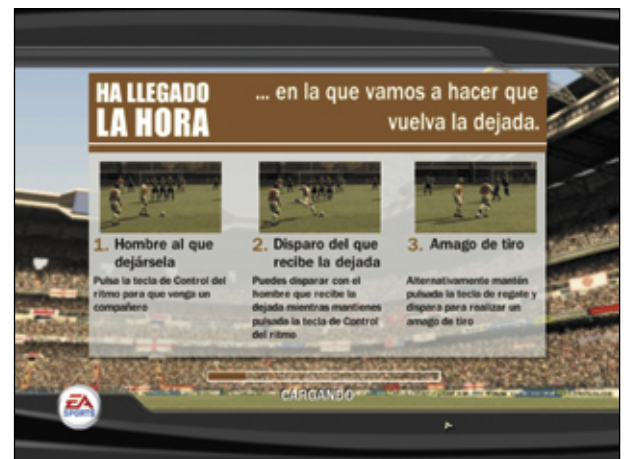 HA LLEGADO
LA HORA
... en la que vamos a hacer que
vuelva la dejada.
1. Hombre al que
dejársela
Pulsa la tecla de Control del
ritmo para que venga un
compañero
2. Disparo del que
recibe la dejada
Puedes disparar con el
hombre que recibe la
dejada mientras mantienes
pulsada la tecla de Control
del ritmo
3. Amago de tiro
Alternativamente mantén
pulsada la tecla de regate y
dispara para realizar un
amago de tiro
CARGANDO
EA
SPORTS